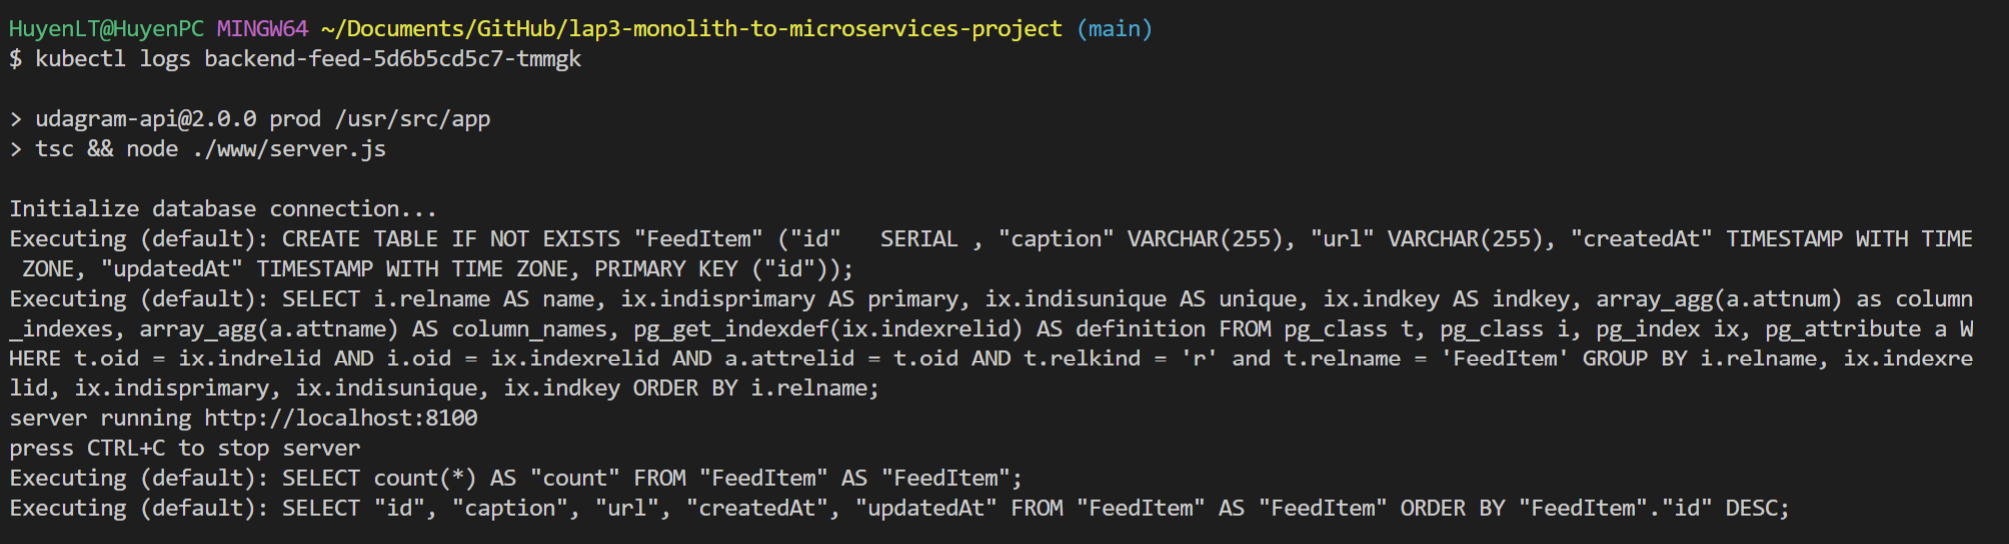 HuyenLT@HuyenPC MINGW64 ~/Documents/GitHub/lap3-monolith-to-microservices-project (main)
$ kubectl logs backend-feed-5d6b5cd5c7-tmmgk
> udagram-api@2.0.0 prod /usr/src/app
> tsc && node ./www/server.js
Initialize database connection...
Executing (default): CREATE TABLE IF NOT EXISTS "FeedItem" ("id"   SERIAL , "caption" VARCHAR(255), "url" VARCHAR(255), "createdAt" TIMESTAMP WITH TIME
 ZONE, "updatedAt" TIMESTAMP WITH TIME ZONE, PRIMARY KEY ("id"));
Executing (default): SELECT i.relname AS name, ix.indisprimary AS primary, ix.indisunique AS unique, ix.indkey AS indkey, array_agg(a.attnum) as column
_indexes, array_agg(a.attname) AS column_names, pg_get_indexdef(ix.indexrelid) AS definition FROM pg_class t, pg_class i, pg_index ix, pg_attribute a W
HERE t.oid = ix.indrelid AND i.oid = ix.indexrelid AND a.attrelid = t.oid AND t.relkind = 'r' and t.relname = 'FeedItem' GROUP BY i.relname, ix.indexre
lid, ix.indisprimary, ix.indisunique, ix.indkey ORDER BY i.relname;
server running http://localhost:8100
press CTRL+C to stop server
Executing (default): SELECT count(*) AS "count" FROM "FeedItem" AS "FeedItem";
Executing (default): SELECT "id", "caption", "url", "createdAt", "updatedAt" FROM "FeedItem" AS "FeedItem" ORDER BY "FeedItem"."id" DESC;